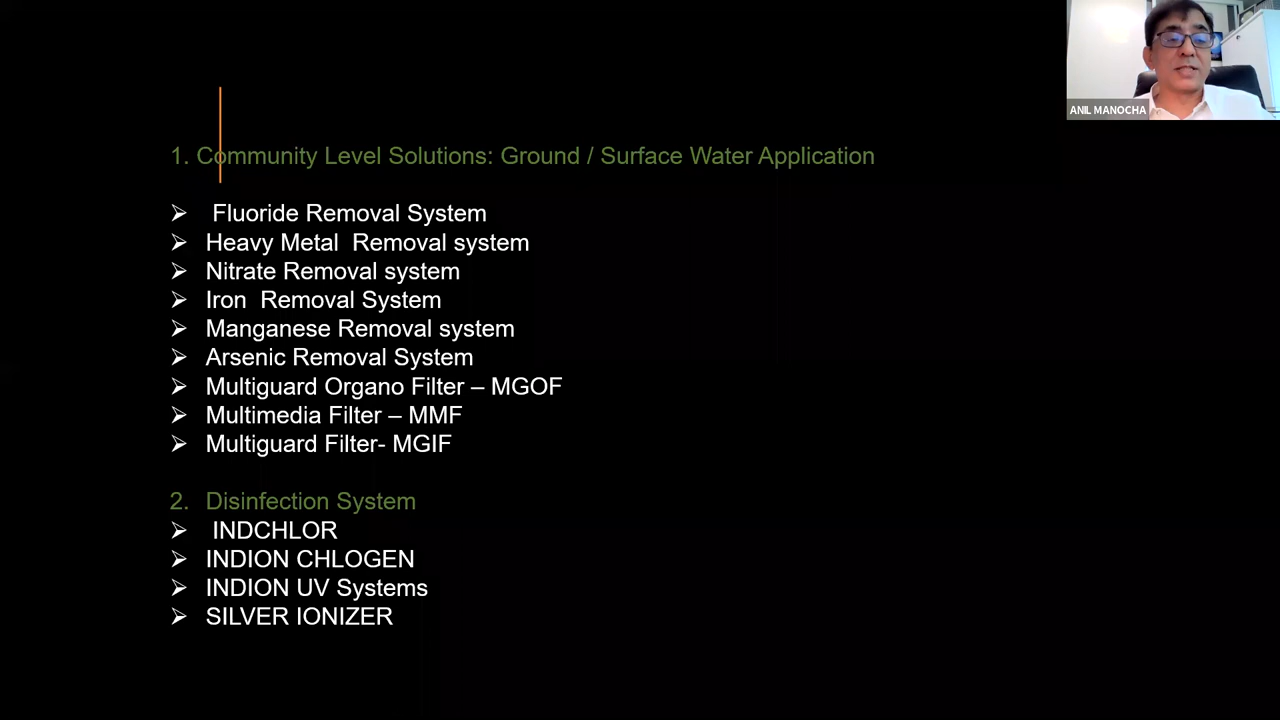 ANIL MANOCHA
1. Community Level Solutions: Ground / Surface Water Application
➢ Fluoride Removal System
➢ Heavy Metal Removal system
➢ Nitrate Removal system
➢ Iron Removal System
➢ Manganese Removal system
➢ Arsenic Removal System
➢ Multiguard Organo Filter – MGOF
➢ Multimedia Filter – MMF
➢ Multiguard Filter- MGIF
2. Disinfection System
➢ INDCHLOR
➢ INDION CHLOGEN
➢ INDION UV Systems
➢ SILVER IONIZER